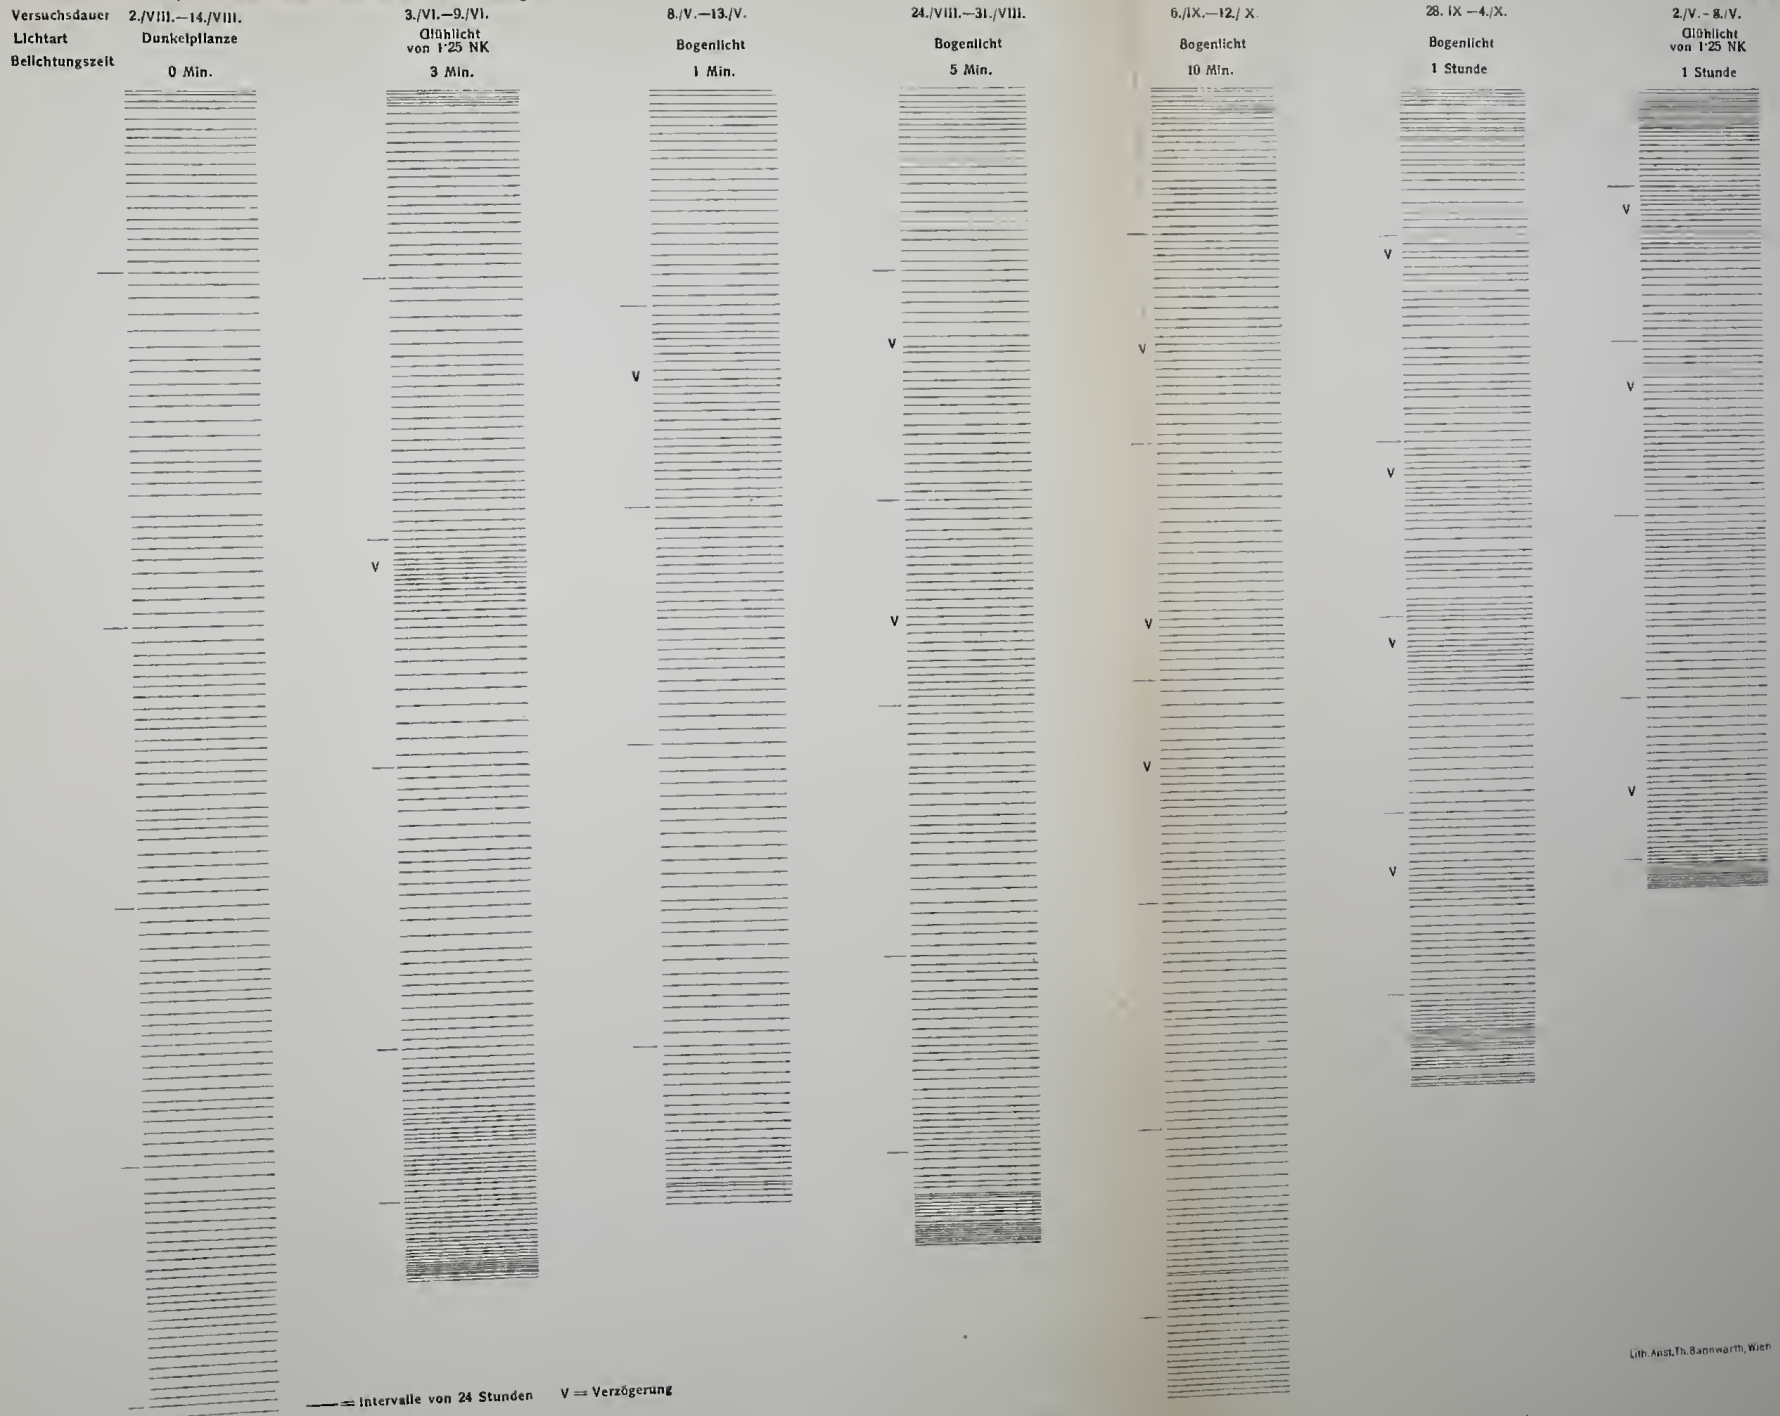 Versuchsdauer 2./VIII.—14./VIII. 3./VI.—9./VI. 8./V.—13./V. 24./VIII.—31./VIII. 6./IX.—12./X. 28. IX—4./X. 2./V.-8./V.
Lichtart Dunkelpflanze Glühlicht von 1·25 NK Bogenlicht Bogenlicht Bogenlicht Bogenlicht Glühlicht von 1·25 NK
Belichtungszeit 0 Min. 3 Min. 1 Min. 5 Min. 10 Min. 1 Stunde 1 Stunde
V
V
V
V
V
V
V
V
V
V
V
V
V
V
—— = Intervalle von 24 Stunden V = Verzögerung
Lith. Anst. Th. Bannwarth, Wien